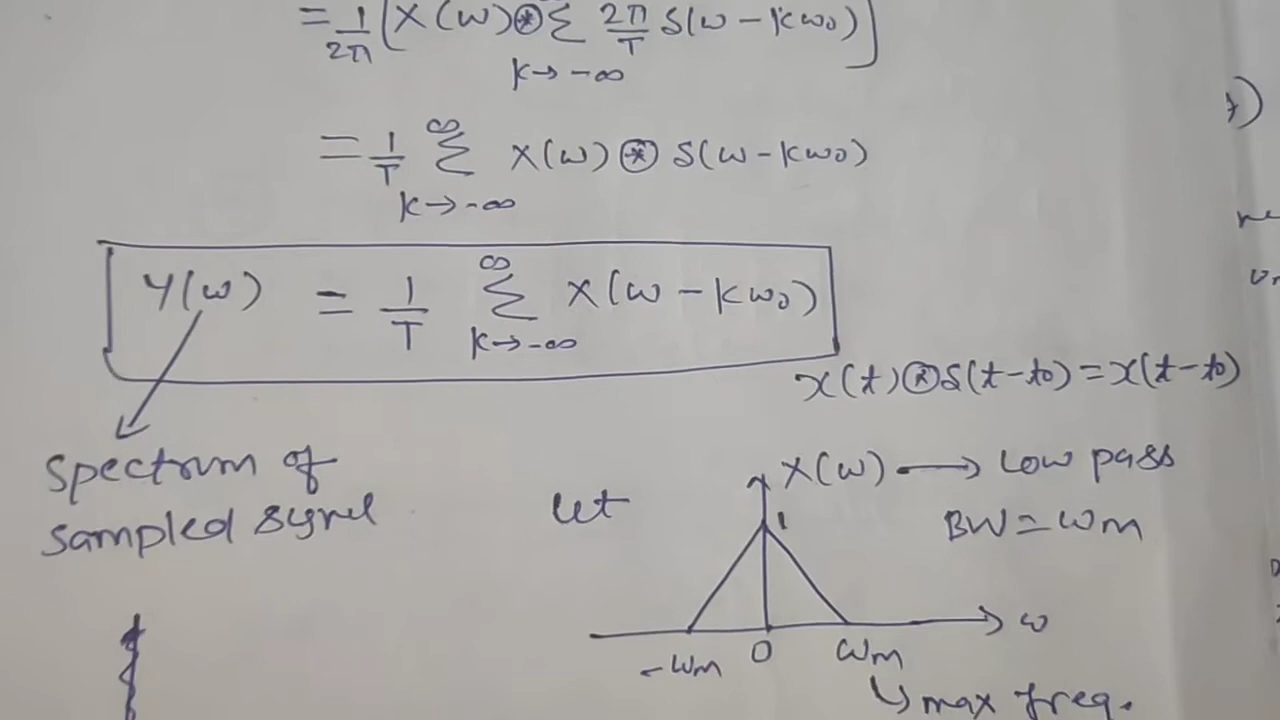 = 1/2π [X(ω) ⊛ Σ 2π/T δ(ω - kω₀)]
k→-∞
= 1/T Σ X(ω) ⊛ δ(ω - kω₀)
∞
k→-∞
Y(ω) = 1/T Σ X(ω - kω₀)
∞
k→-∞
x(t) ⊛ δ(t-t₀) = x(t-t₀)
Spectrum of
sampled signel
let
X(ω) → Low pass
BW = ωm
1
-ωm 0 ωm
ω
↳ max freq.